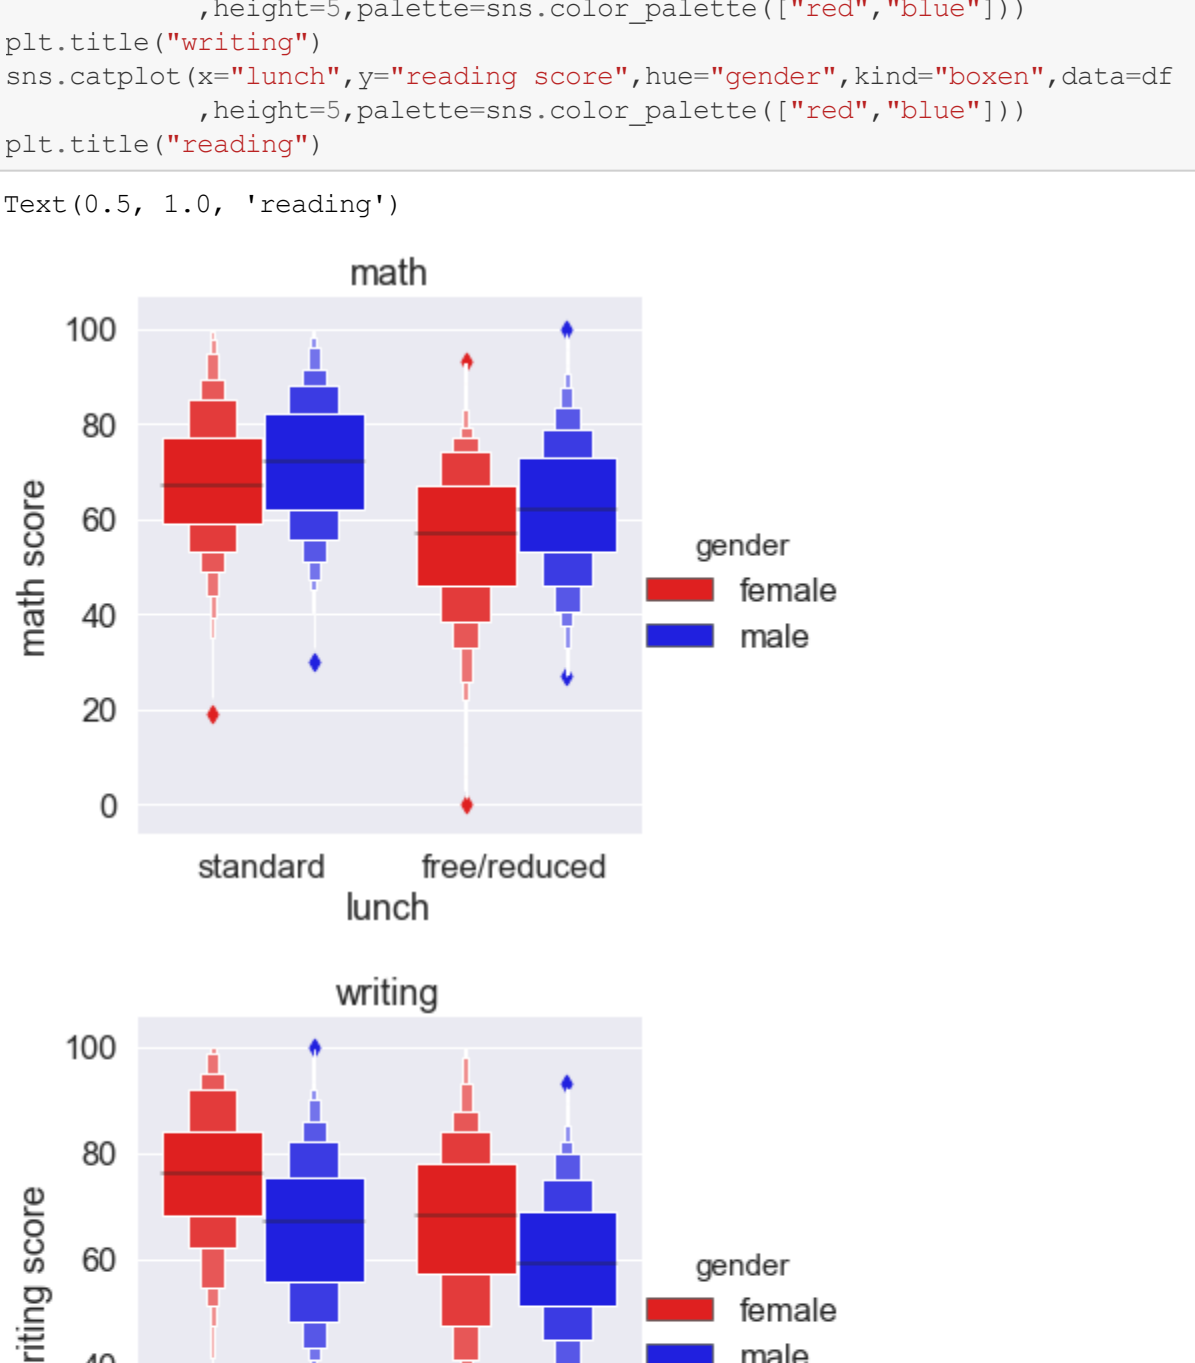 ,height=5,palette=sns.color_palette(["red","blue"]))
plt.title("writing")
sns.catplot(x="lunch",y="reading score",hue="gender",kind="boxen",data=df
,height=5,palette=sns.color_palette(["red","blue"]))
plt.title("reading")
Text(0.5, 1.0, 'reading')
math
100
80
60
40
20
0
math score
standard
free/reduced
lunch
gender
female
male
writing
100
80
60
40
riting score
gender
female
male